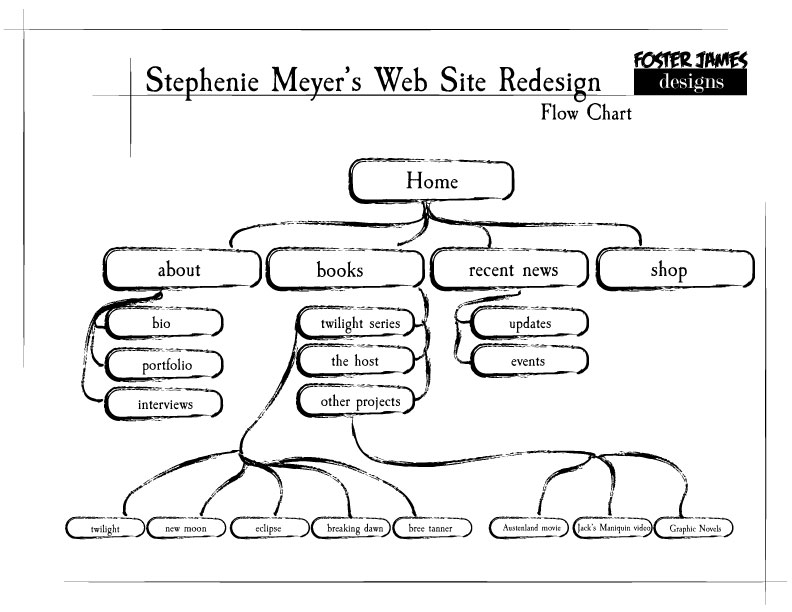 FOSTER JAMES
designs
Stephenie Meyer's Web Site Redesign
Flow Chart
Home
about
books
recent news
shop
bio
twilight series
updates
portfolio
the host
events
interviews
other projects
twilight
new moon
eclipse
breaking dawn
bree tanner
Austenland movie
Jack's Maniquin video
Graphic Novels